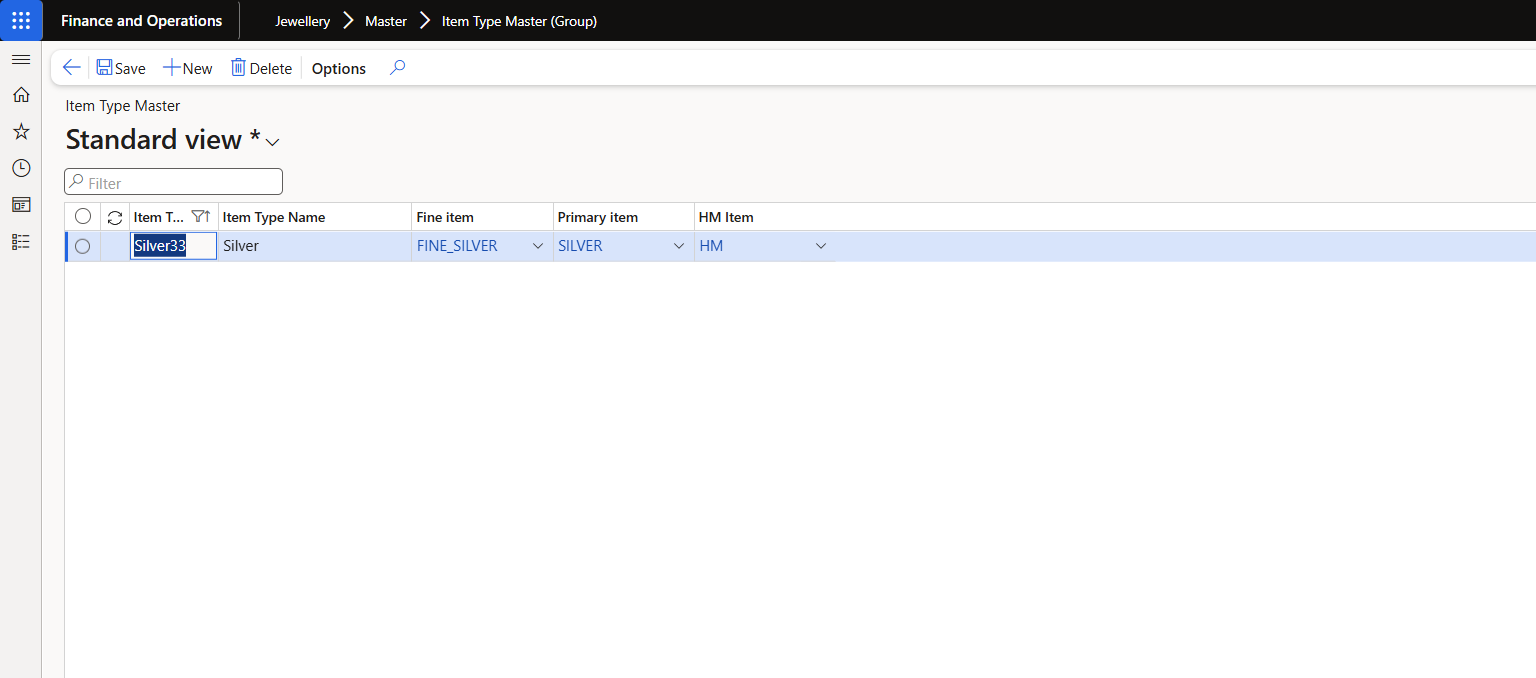 Finance and Operations Jewellery Master Item Type Master (Group)
Save New Delete Options
Item Type Master
Standard view *
Filter
Item T... Item Type Name Fine item Primary item HM Item
Silver33 Silver FINE_SILVER SILVER HM